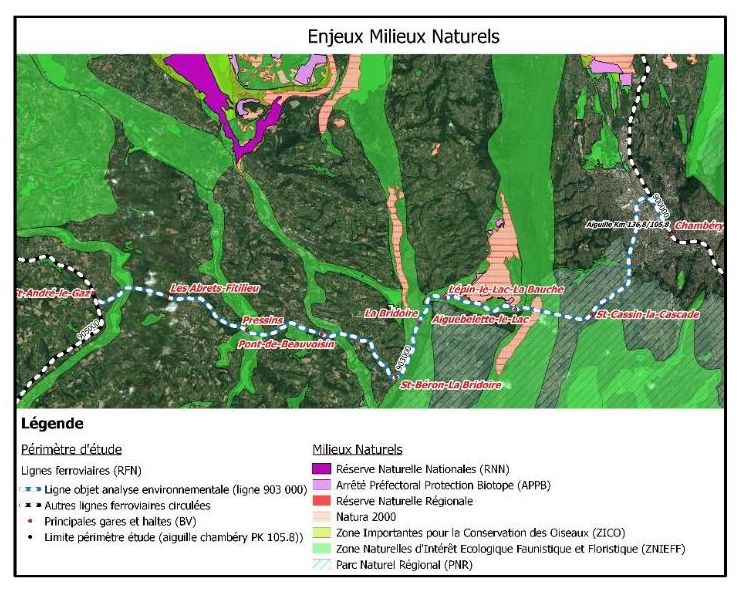 Enjeux Milieux Naturels
Aiguille Km 136,8/105,8
900000
Chambéry
St-André-le-Gaz
Les Abrets-Fitilieu
Lépin-le-Lac-La Bauche
La Bridoire
Aiguebelette-le-Lac
St-Cassin-la-Cascade
Pressins
905000
Pont-de-Beauvoisin
903000
St-Béron-La Bridoire
Légende
Périmètre d'étude
Lignes ferroviaires (RFN)
Ligne objet analyse environnementale (ligne 903 000)
Autres lignes ferroviaires circulées
Principales gares et haltes (BV)
Limite périmètre étude (aiguille chambéry PK 105.8))
Milieux Naturels
Réserve Naturelle Nationales (RNN)
Arrêté Préfectoral Protection Biotope (APPB)
Réserve Naturelle Régionale
Natura 2000
Zone Importantes pour la Conservation des Oiseaux (ZICO)
Zone Naturelles d'Intérêt Ecologique Faunistique et Floristique (ZNIEFF)
Parc Naturel Régional (PNR)